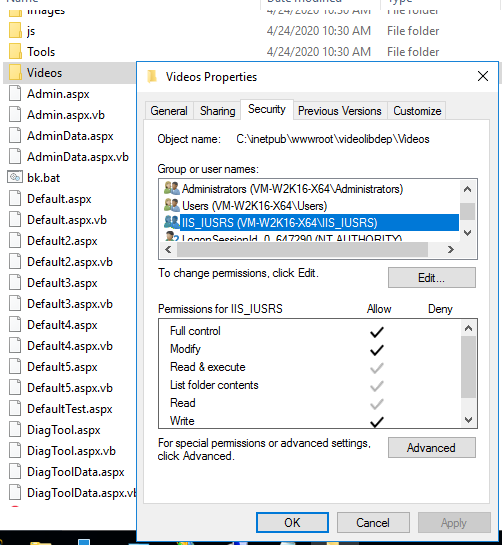 Images 4/24/2020 10:30 AM File folder
js 4/24/2020 10:30 AM File folder
Tools 4/24/2020 10:30 AM File folder
Videos
Admin.aspx
Admin.aspx.vb
AdminData.aspx
AdminData.aspx.vb
bk.bat
Default.aspx
Default.aspx.vb
Default2.aspx
Default2.aspx.vb
Default3.aspx
Default3.aspx.vb
Default4.aspx
Default4.aspx.vb
Default5.aspx
Default5.aspx.vb
DefaultTest.aspx
DiagTool.aspx
DiagTool.aspx.vb
DiagToolData.aspx
DiagToolData.aspx.vb
Videos Properties
General Sharing Security Previous Versions Customize
Object name: C:\inetpub\wwwroot\videolibdep\Videos
Group or user names:
Administrators (VM-W2K16-X64\Administrators)
Users (VM-W2K16-X64\Users)
IIS_IUSRS (VM-W2K16-X64\IIS_IUSRS)
LogonSessionId_0_647290 (NT AUTHORITY)
To change permissions, click Edit.
Edit...
Permissions for IIS_IUSRS Allow Deny
Full control
Modify
Read & execute
List folder contents
Read
Write
For special permissions or advanced settings,
click Advanced.
Advanced
OK Cancel Apply